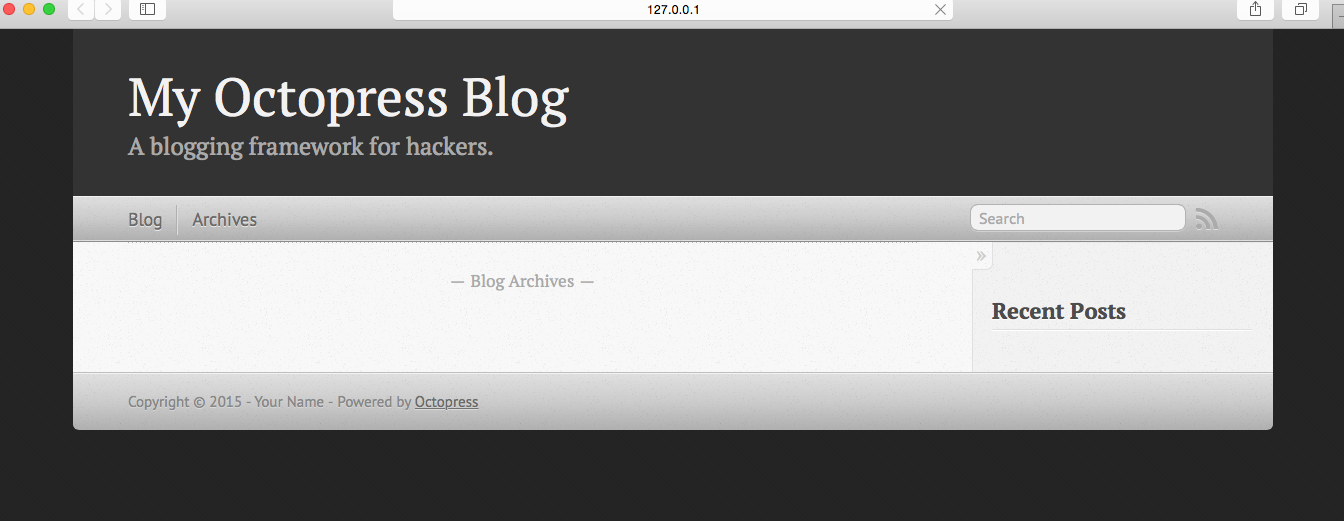 127.0.0.1
My Octopress Blog
A blogging framework for hackers.
Blog Archives Search
— Blog Archives —
»
Recent Posts
Copyright © 2015 - Your Name - Powered by Octopress